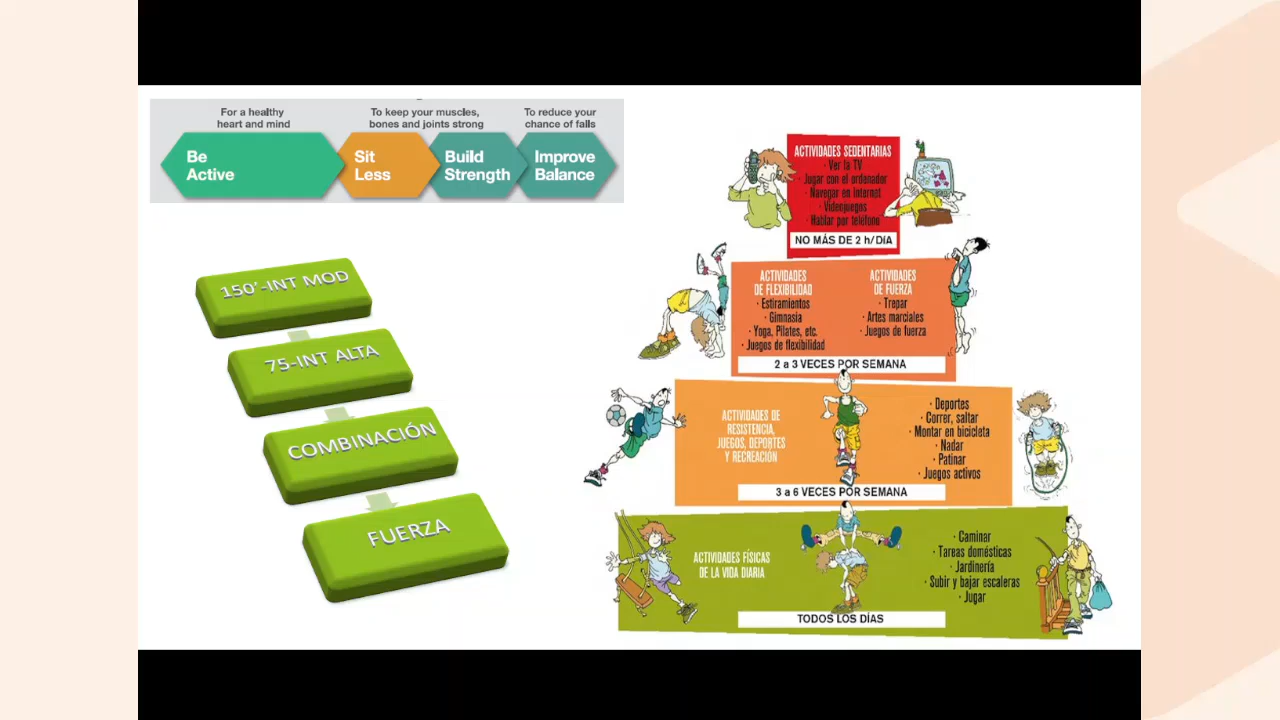 For a healthy
heart and mind
To keep your muscles,
bones and joints strong
To reduce your
chance of falls
Be
Active
Sit
Less
Build
Strength
Improve
Balance
150'-INT MOD
75-INT ALTA
COMBINACIÓN
FUERZA
ACTIVIDADES SEDENTARIAS
· Ver la TV
· Jugar con el ordenador
· Navegar en Internet
· Videojuegos
· Hablar por teléfono
NO MÁS DE 2 h/DíA
ACTIVIDADES
DE FLEXIBILIDAD
· Estiramientos
· Gimnasia
· Yoga, Pilates, etc.
· Juegos de flexibilidad
ACTIVIDADES
DE FUERZA
· Trepar
· Artes marciales
· Juegos de fuerza
2 a 3 VECES POR SEMANA
ACTIVIDADES DE
RESISTENCIA,
JUEGOS, DEPORTES
Y RECREACIÓN
· Deportes
· Correr, saltar
· Montar en bicicleta
· Nadar
· Patinar
· Juegos activos
3 a 6 VECES POR SEMANA
ACTIVIDADES FÍSICAS
DE LA VIDA DIARIA
· Caminar
· Tareas domésticas
· Jardinería
· Subir y bajar escaleras
· Jugar
TODOS LOS DÍAS